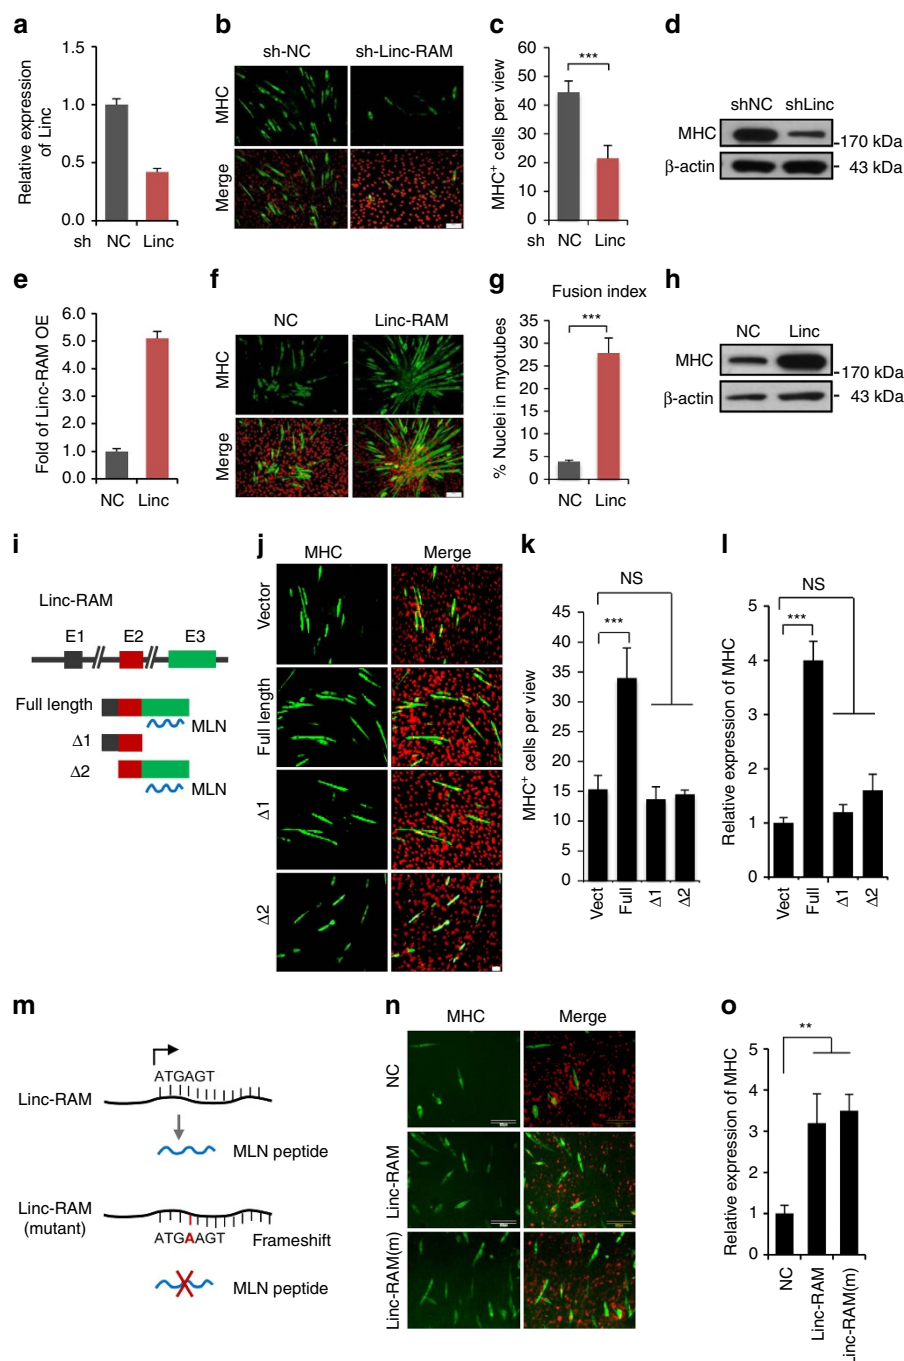 a
Relative expression
of Linc
1.5
1.0
0.5
0.0
sh NC Linc
b
sh-NC sh-Linc-RAM
MHC
Merge
c
MHC+ cells per view
60
50
40
30
20
10
0
***
sh NC Linc
d
shNC shLinc
MHC
-170 kDa
β-actin
- 43 kDa
e
Fold of Linc-RAM OE
6.0
5.0
4.0
3.0
2.0
1.0
0.0
NC Linc
f
NC Linc-RAM
MHC
Merge
g
Fusion index
% Nuclei in myotubes
35
30
25
20
15
10
5
0
***
NC Linc
h
NC Linc
MHC
-170 kDa
β-actin
- 43 kDa
i
Linc-RAM
E1 E2 E3
Full length
MLN
Δ1
Δ2
MLN
j
MHC Merge
Vector
Full length
Δ1
Δ2
k
MHC+ cells per view
NS
***
45
40
35
30
25
20
15
10
5
0
Vect Full Δ1 Δ2
l
Relative expression of MHC
NS
***
5
4
3
2
1
0
Vect Full Δ1 Δ2
m
ATGAGT
Linc-RAM
MLN peptide
Linc-RAM
(mutant)
ATGAAGT Frameshift
MLN peptide
n
MHC Merge
NC
Linc-RAM
Linc-RAM(m)
o
Relative expression of MHC
**
5
4
3
2
1
0
NC
Linc-RAM
Linc-RAM(m)